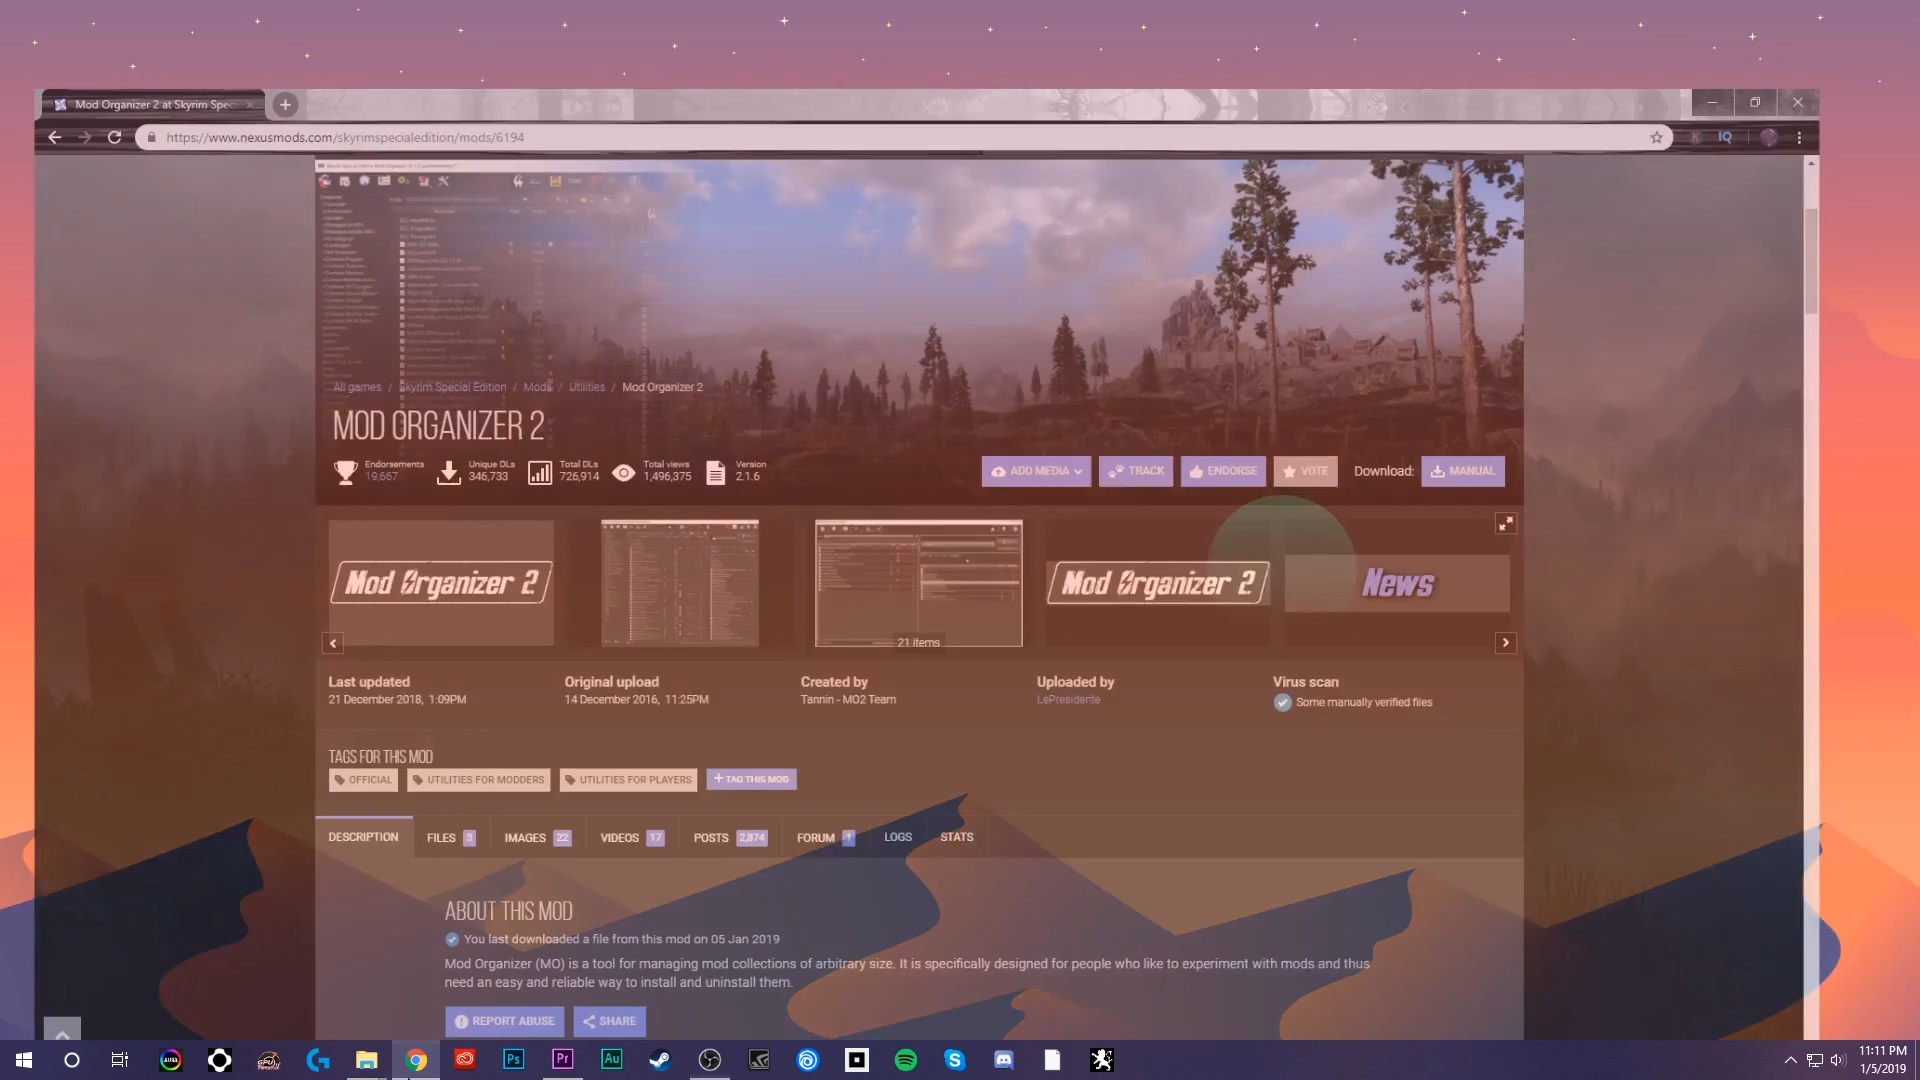 Mod Organizer 2 at Skyrim Spec
https://www.nexusmods.com/skyrimspecialedition/mods/6194
All games / Skyrim Special Edition / Mods / Utilities / Mod Organizer 2
MOD ORGANIZER 2
Endorsements
19,667
Unique DLs
346,733
Total DLs
726,914
Total views
1,496,375
Version
2.1.6
ADD MEDIA
TRACK
ENDORSE
VOTE
Download:
MANUAL
Mod Organizer 2
21 items
Mod Organizer 2
News
Last updated
21 December 2018, 1:09PM
Original upload
14 December 2016, 11:25PM
Created by
Tannin - MO2 Team
Uploaded by
LePresidente
Virus scan
Some manually verified files
TAGS FOR THIS MOD
OFFICIAL
UTILITIES FOR MODDERS
UTILITIES FOR PLAYERS
+ TAG THIS MOD
DESCRIPTION
FILES 3
IMAGES 22
VIDEOS 17
POSTS 2,874
FORUM 1
LOGS
STATS
ABOUT THIS MOD
You last downloaded a file from this mod on 05 Jan 2019
Mod Organizer (MO) is a tool for managing mod collections of arbitrary size. It is specifically designed for people who like to experiment with mods and thus
need an easy and reliable way to install and uninstall them.
REPORT ABUSE
SHARE
Ps
Pr
Au
11:11 PM
1/5/2019